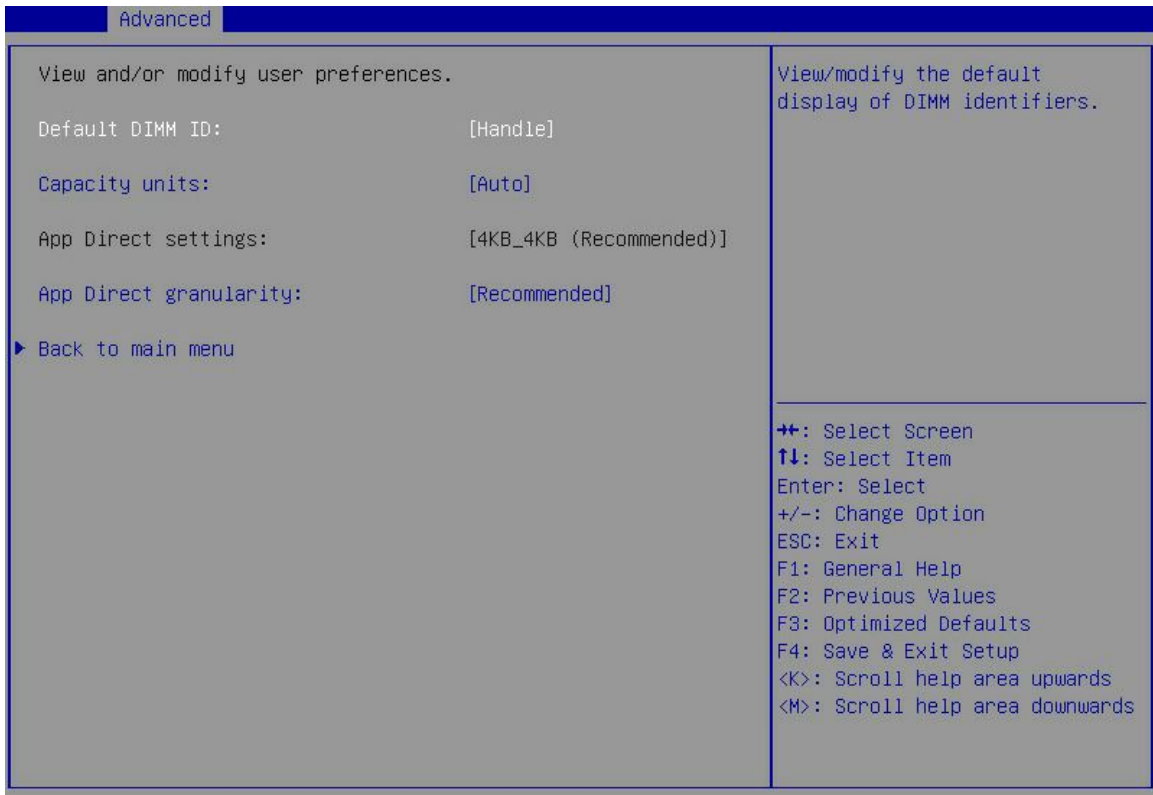 Advanced
View and/or modify user preferences.
Default DIMM ID: [Handle]
Capacity units: [Auto]
App Direct settings: [4KB_4KB (Recommended)]
App Direct granularity: [Recommended]
Back to main menu
View/modify the default
display of DIMM identifiers.
→←: Select Screen
↑↓: Select Item
Enter: Select
+/-: Change Option
ESC: Exit
F1: General Help
F2: Previous Values
F3: Optimized Defaults
F4: Save & Exit Setup
<K>: Scroll help area upwards
<M>: Scroll help area downwards